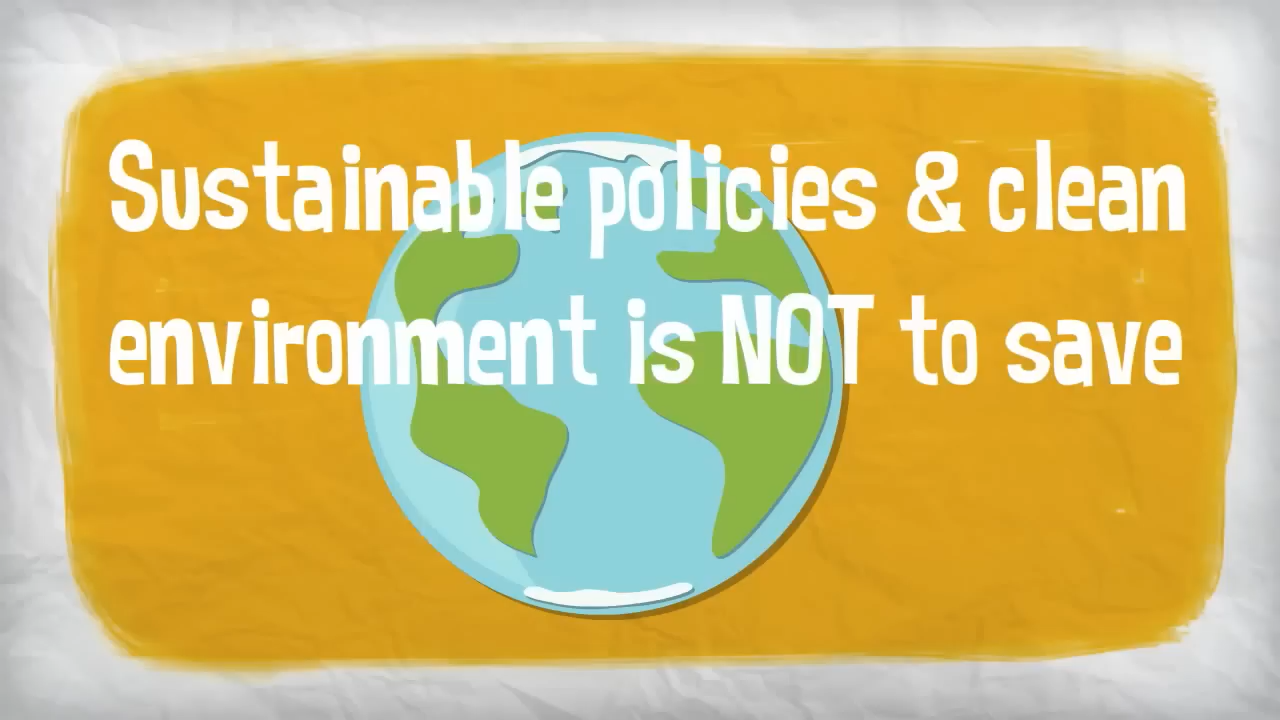 Sustainable policies & clean
environment is NOT to save